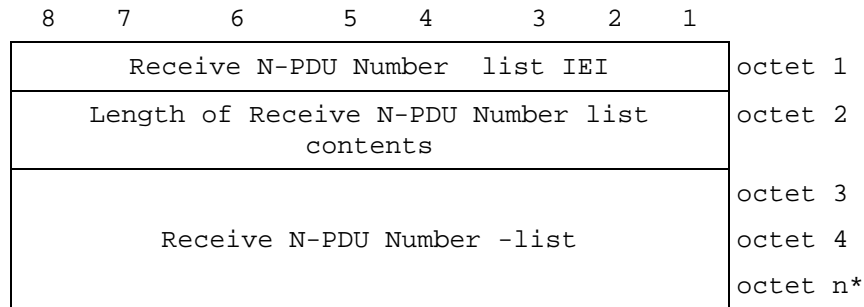 8 7 6 5 4 3 2 1
Receive N-PDU Number list IEI octet 1
Length of Receive N-PDU Number list octet 2
contents
octet 3
Receive N-PDU Number -list octet 4
octet n*